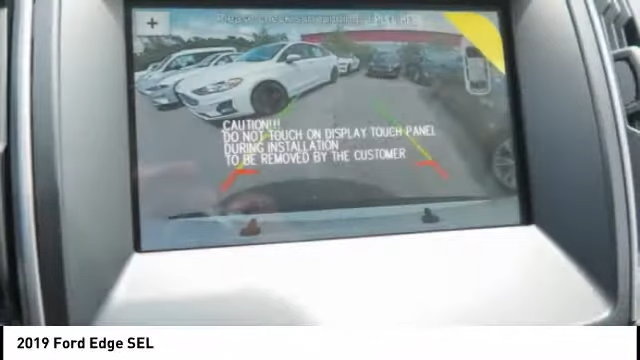 CAUTION!!!
DO NOT TOUCH ON DISPLAY TOUCH PANEL
DURING INSTALLATION
TO BE REMOVED BY THE CUSTOMER
2019 Ford Edge SEL